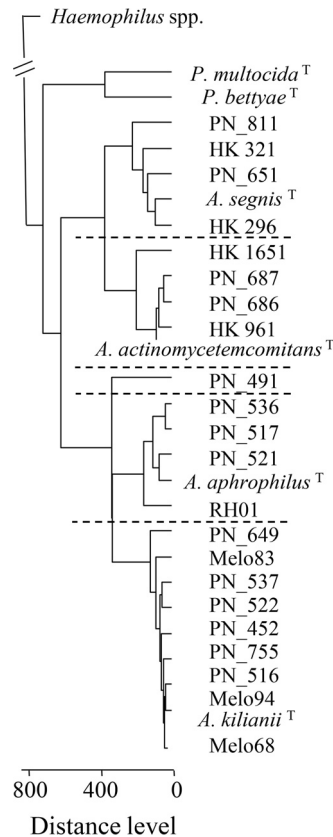 Haemophilus spp.
P. multocida T
P. bettyae T
PN_811
HK 321
PN_651
A. segnis T
HK 296
HK 1651
PN_687
PN_686
HK 961
A. actinomycetemcomitans T
PN_491
PN_536
PN_517
PN_521
A. aphrophilus T
RH01
PN_649
Melo83
PN_537
PN_522
PN_452
PN_755
PN_516
Melo94
A. kilianii T
Melo68
800 400 0
Distance level